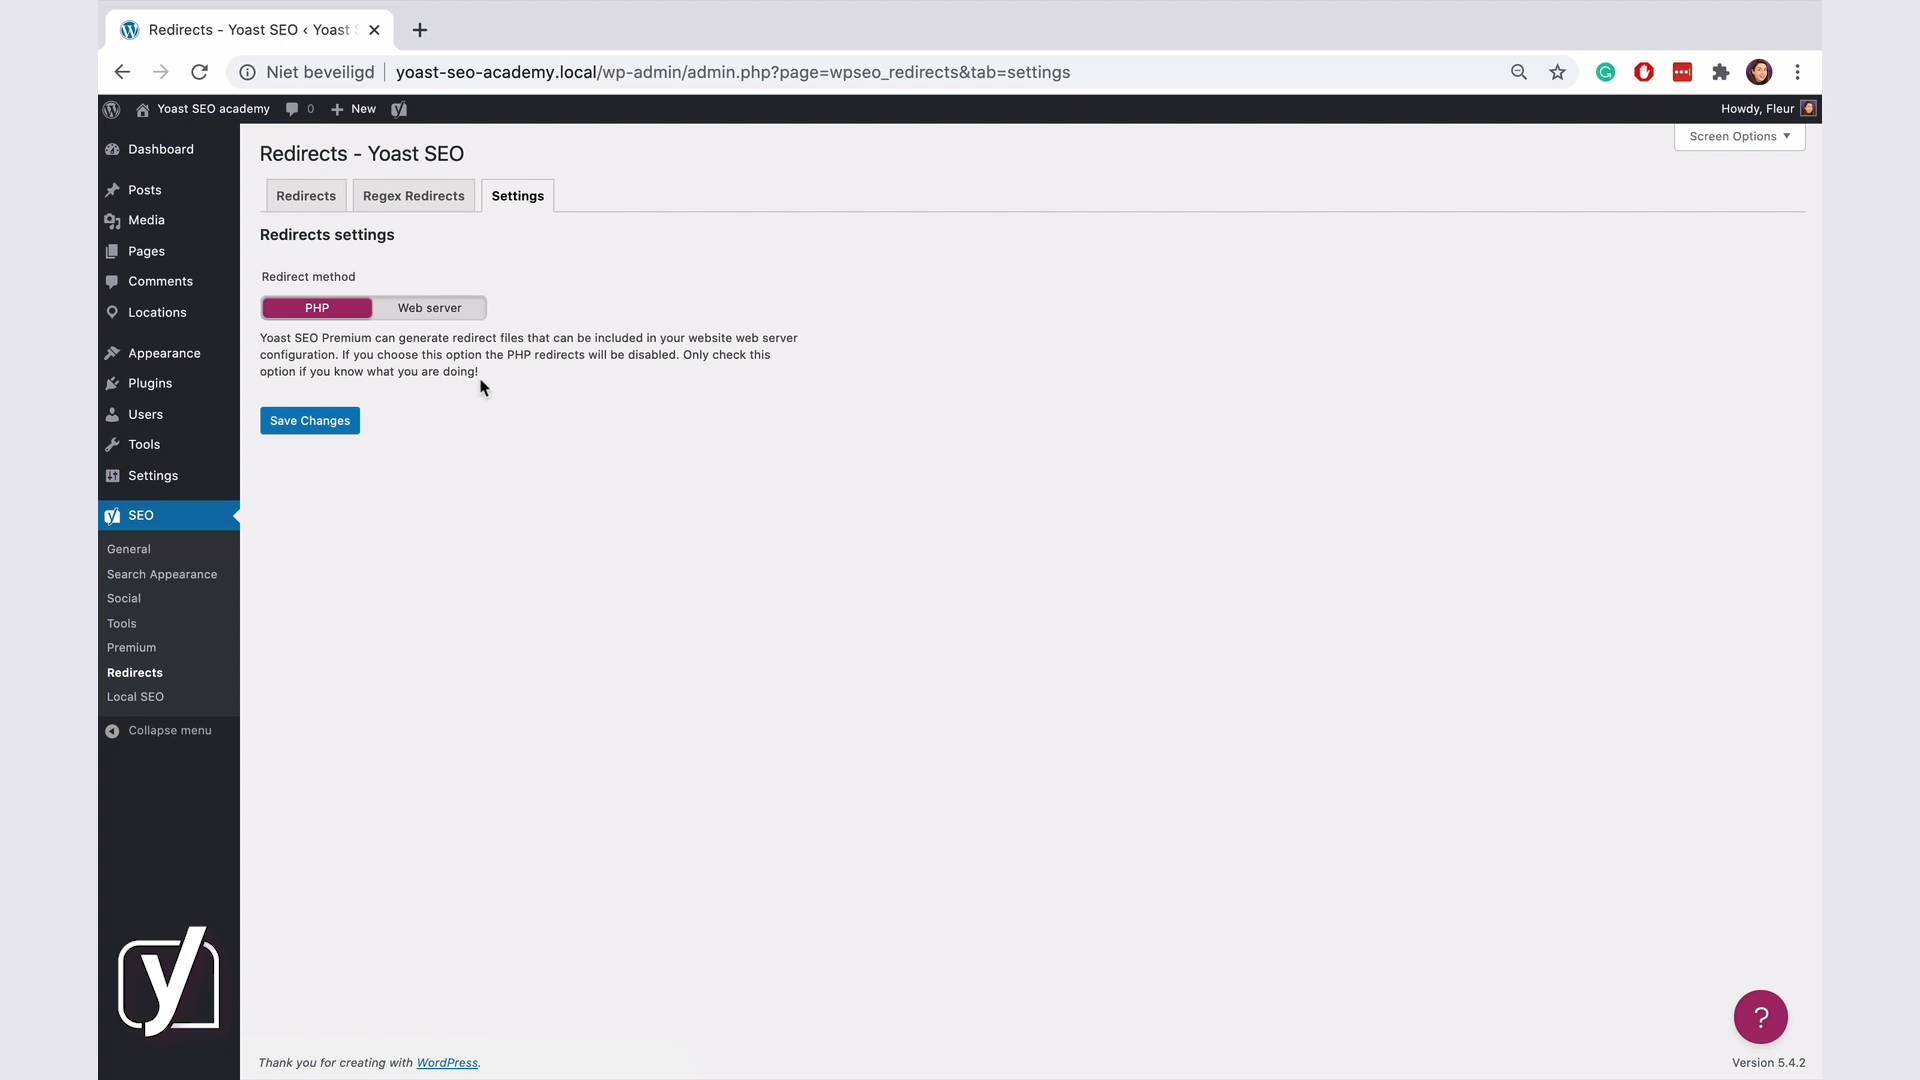 Redirects - Yoast SEO ‹ Yoast S
Niet beveiligd
yoast-seo-academy.local/wp-admin/admin.php?page=wpseo_redirects&tab=settings
Yoast SEO academy
0
New
Howdy, Fleur
Screen Options
Dashboard
Posts
Media
Pages
Comments
Locations
Appearance
Plugins
Users
Tools
Settings
SEO
General
Search Appearance
Social
Tools
Premium
Redirects
Local SEO
Collapse menu
Redirects - Yoast SEO
Redirects
Regex Redirects
Settings
Redirects settings
Redirect method
PHP
Web server
Yoast SEO Premium can generate redirect files that can be included in your website web server
configuration. If you choose this option the PHP redirects will be disabled. Only check this
option if you know what you are doing!
Save Changes
y
?
Thank you for creating with WordPress.
Version 5.4.2